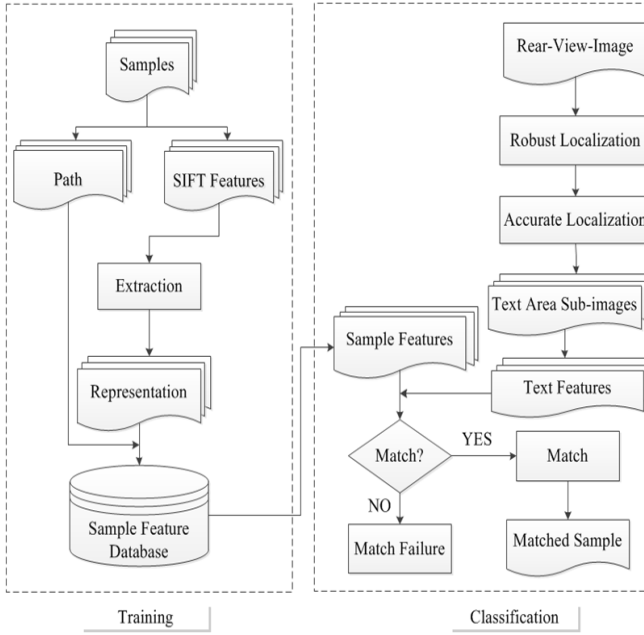 Samples
Path
SIFT Features
Extraction
Representation
Sample Feature
Database
Training
Rear-View-Image
Robust Localization
Accurate Localization
Text Area Sub-images
Sample Features
Text Features
Match?
YES
Match
NO
Match Failure
Matched Sample
Classification